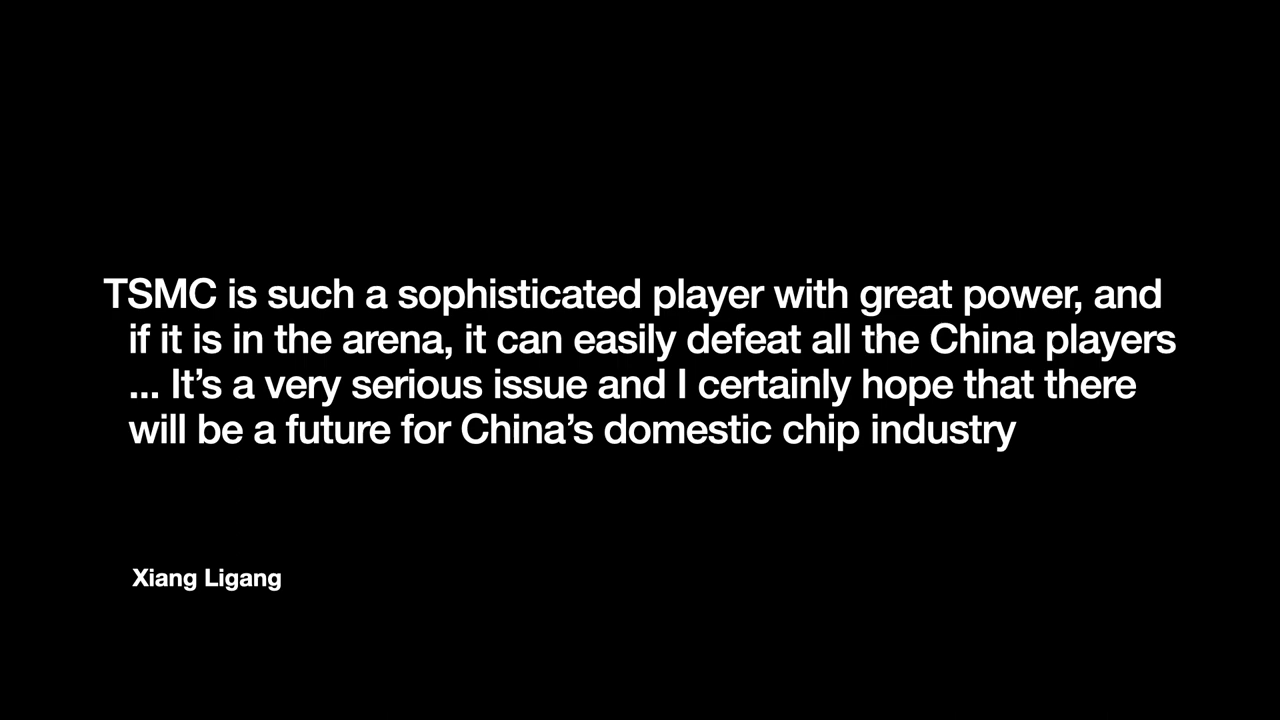 TSMC is such a sophisticated player with great power, and
if it is in the arena, it can easily defeat all the China players
... It’s a very serious issue and I certainly hope that there
will be a future for China’s domestic chip industry
Xiang Ligang